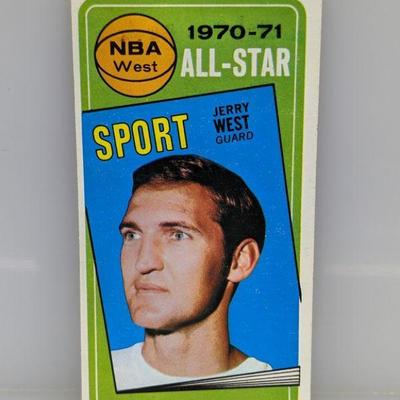 NBA
West
1970-71
ALL-STAR
SPORT
JERRY
WEST
GUARD